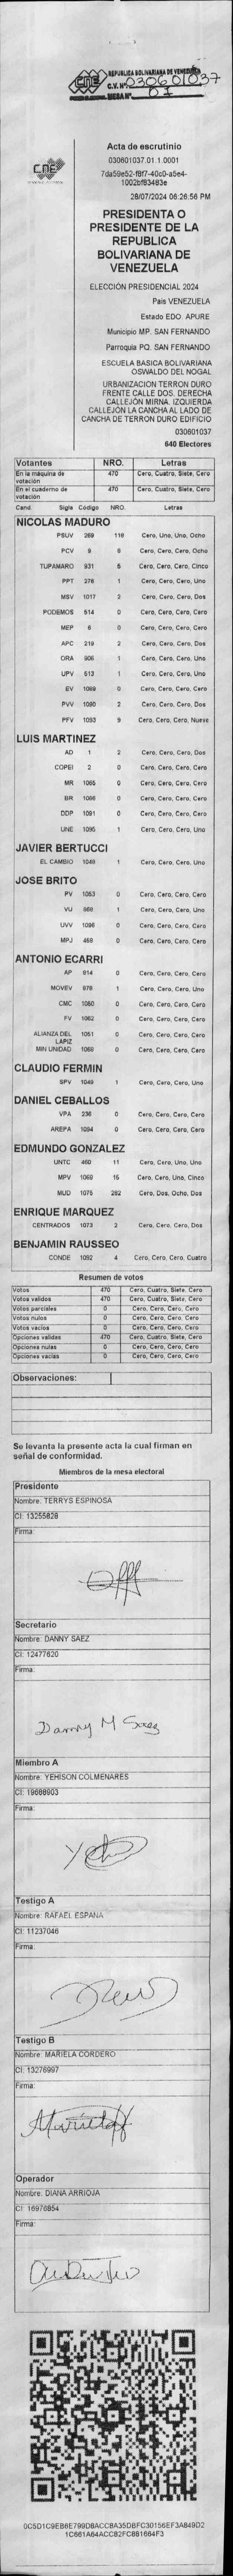 REPUBLICA BOLIVARIANA DE VENEZUELA
CNE
C.V. Nº 030601037
MESA Nº 01
Acta de escrutinio
030601037.01.1.0001
7da59e52-f8f7-40c0-a5e4-
1002bf83483e
28/07/2024 06:26:56 PM
CNE
PRESIDENTA O
PRESIDENTE DE LA
REPUBLICA
BOLIVARIANA DE
VENEZUELA
ELECCIÓN PRESIDENCIAL 2024
Pais VENEZUELA
Estado EDO. APURE
Municipio MP. SAN FERNANDO
Parroquia PQ. SAN FERNANDO
ESCUELA BASICA BOLIVARIANA
OSWALDO DEL NOGAL
URBANIZACION TERRON DURO
FRENTE CALLE DOS. DERECHA
CALLEJÓN MIRNA. IZQUIERDA
CALLEJÓN LA CANCHA AL LADO DE
CANCHA DE TERRON DURO EDIFICIO
030601037
640 Electores
Votantes NRO. Letras
En la máquina de votación 470 Cero, Cuatro, Siete, Cero
En el cuaderno de votación 470 Cero, Cuatro, Siete, Cero
Cand. Sigla Código NRO. Letras
NICOLAS MADURO
PSUV 269 118 Cero, Uno, Uno, Ocho
PCV 8 Cero, Cero, Cero, Ocho
TUPAMARO 931 5 Cero, Cero, Cero, Cinco
PPT 278 1 Cero, Cero, Cero, Uno
MSV 1017 2 Cero, Cero, Cero, Dos
PODEMOS 514 0 Cero, Cero, Cero, Cero
MEP 6 0 Cero, Cero, Cero, Cero
APC 219 2 Cero, Cero, Cero, Dos
ORA 906 1 Cero, Cero, Cero, Uno
UPV 513 1 Cero, Cero, Cero, Uno
EV 1089 0 Cero, Cero, Cero, Cero
PVV 1090 2 Cero, Cero, Cero, Dos
PFV 1093 9 Cero, Cero, Cero, Nueve
LUIS MARTINEZ
AD 1 2 Cero, Cero, Cero, Dos
COPEI 2 0 Cero, Cero, Cero, Cero
MR 1065 0 Cero, Cero, Cero, Cero
BR 1066 0 Cero, Cero, Cero, Cero
DDP 1091 0 Cero, Cero, Cero, Cero
UNE 1095 1 Cero, Cero, Cero, Uno
JAVIER BERTUCCI
EL CAMBIO 1046 1 Cero, Cero, Cero, Uno
JOSE BRITO
PV 1053 0 Cero, Cero, Cero, Cero
VU 968 1 Cero, Cero, Cero, Uno
UVV 1096 0 Cero, Cero, Cero, Cero
MPJ 458 0 Cero, Cero, Cero, Cero
ANTONIO ECARRI
AP 814 0 Cero, Cero, Cero, Cero
MOVEV 979 1 Cero, Cero, Cero, Uno
CMC 1050 0 Cero, Cero, Cero, Cero
FV 1062 0 Cero, Cero, Cero, Cero
ALIANZA DEL LAPIZ 1051 0 Cero, Cero, Cero, Cero
MIN UNIDAD 1068 0 Cero, Cero, Cero, Cero
CLAUDIO FERMIN
SPV 1049 1 Cero, Cero, Cero, Uno
DANIEL CEBALLOS
VPA 236 0 Cero, Cero, Cero, Cero
AREPA 1094 0 Cero, Cero, Cero, Cero
EDMUNDO GONZALEZ
UNTC 460 11 Cero, Cero, Uno, Uno
MPV 15 Cero, Cero, Uno, Cinco
MUD 1075 282 Cero, Dos, Ocho, Dos
ENRIQUE MARQUEZ
CENTRADOS 1073 2 Cero, Cero, Cero, Dos
BENJAMIN RAUSSEO
CONDE 1092 4 Cero, Cero, Cero, Cuatro
Resumen de votos
Votos 470 Cero, Cuatro, Siete, Cero
Votos validos 470 Cero, Cuatro, Siete, Cero
Votos parciales 0 Cero, Cero, Cero, Cero
Votos nulos 0 Cero, Cero, Cero, Cero
Votos vacios 0 Cero, Cero, Cero, Cero
Opciones validas 470 Cero, Cuatro, Siete, Cero
Opciones nulas 0 Cero, Cero, Cero, Cero
Opciones vacias 0 Cero, Cero, Cero, Cero
Observaciones:
Se levanta la presente acta la cual firman en
señal de conformidad.
Miembros de la mesa electoral
Presidente
Nombre: TERRYS ESPINOSA
CI: 13255828
Firma:
Secretario
Nombre: DANNY SAEZ
CI: 12477620
Firma:
Danny M Saez
Miembro A
Nombre: YEHISON COLMENARES
CI: 19688903
Firma:
Testigo A
Nombre: RAFAEL ESPANA
CI: 11237046
Firma:
Testigo B
Nombre: MARIELA CORDERO
CI: 13276997
Firma:
Operador
Nombre: DIANA ARRIOJA
CI: 16976854
Firma:
0C5D1C9EB6E799D8ACC8A35DBFC30156EF3A849D2
1C661A64ACC82FC881664F3